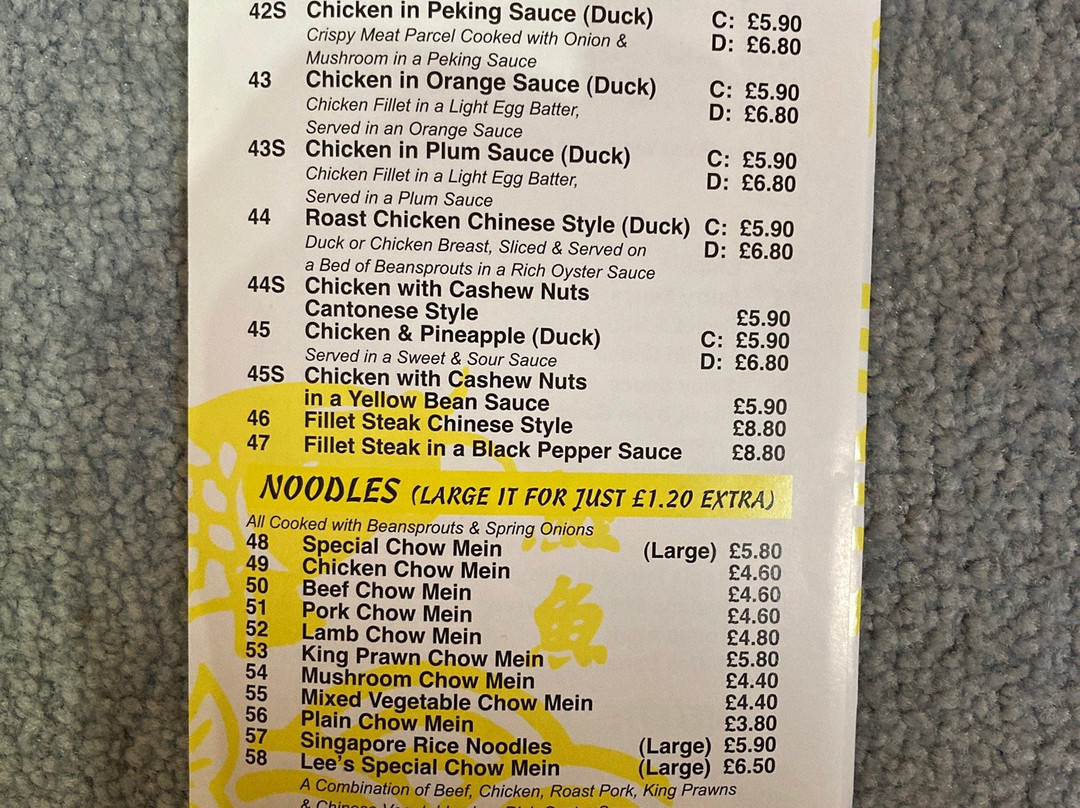 42S Chicken in Peking Sauce (Duck) C: £5.90
Crispy Meat Parcel Cooked with Onion & D: £6.80
Mushroom in a Peking Sauce
43 Chicken in Orange Sauce (Duck) C: £5.90
Chicken Fillet in a Light Egg Batter, D: £6.80
Served in an Orange Sauce
43S Chicken in Plum Sauce (Duck) C: £5.90
Chicken Fillet in a Light Egg Batter, D: £6.80
Served in a Plum Sauce
44 Roast Chicken Chinese Style (Duck) C: £5.90
Duck or Chicken Breast, Sliced & Served on D: £6.80
a Bed of Beansprouts in a Rich Oyster Sauce
44S Chicken with Cashew Nuts
Cantonese Style £5.90
45 Chicken & Pineapple (Duck) C: £5.90
Served in a Sweet & Sour Sauce D: £6.80
45S Chicken with Cashew Nuts
in a Yellow Bean Sauce £5.90
46 Fillet Steak Chinese Style £8.80
47 Fillet Steak in a Black Pepper Sauce £8.80
NOODLES (LARGE IT FOR JUST £1.20 EXTRA)
All Cooked with Beansprouts & Spring Onions
48 Special Chow Mein (Large) £5.80
49 Chicken Chow Mein £4.60
50 Beef Chow Mein £4.60
51 Pork Chow Mein £4.60
52 Lamb Chow Mein £4.80
53 King Prawn Chow Mein £5.80
54 Mushroom Chow Mein £4.40
55 Mixed Vegetable Chow Mein £4.40
56 Plain Chow Mein £3.80
57 Singapore Rice Noodles (Large) £5.90
58 Lee's Special Chow Mein (Large) £6.50
A Combination of Beef, Chicken, Roast Pork, King Prawns
魚